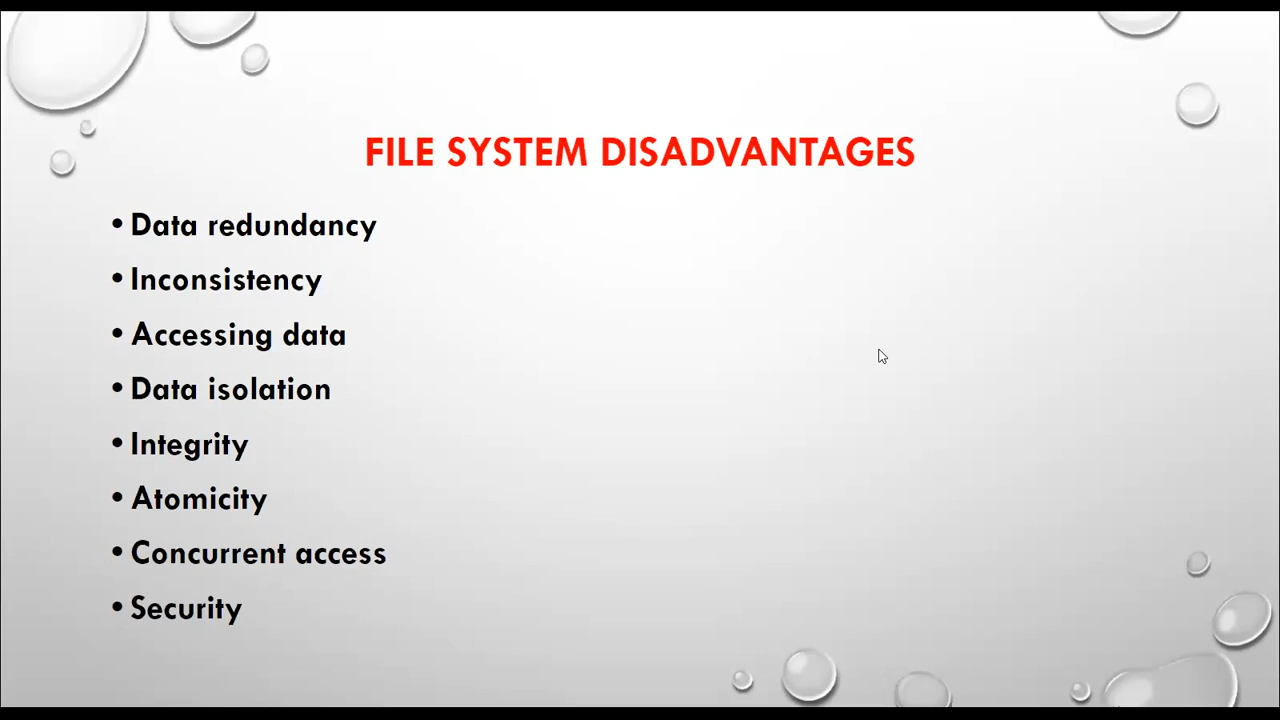 FILE SYSTEM DISADVANTAGES
• Data redundancy
• Inconsistency
• Accessing data
• Data isolation
• Integrity
• Atomicity
• Concurrent access
• Security